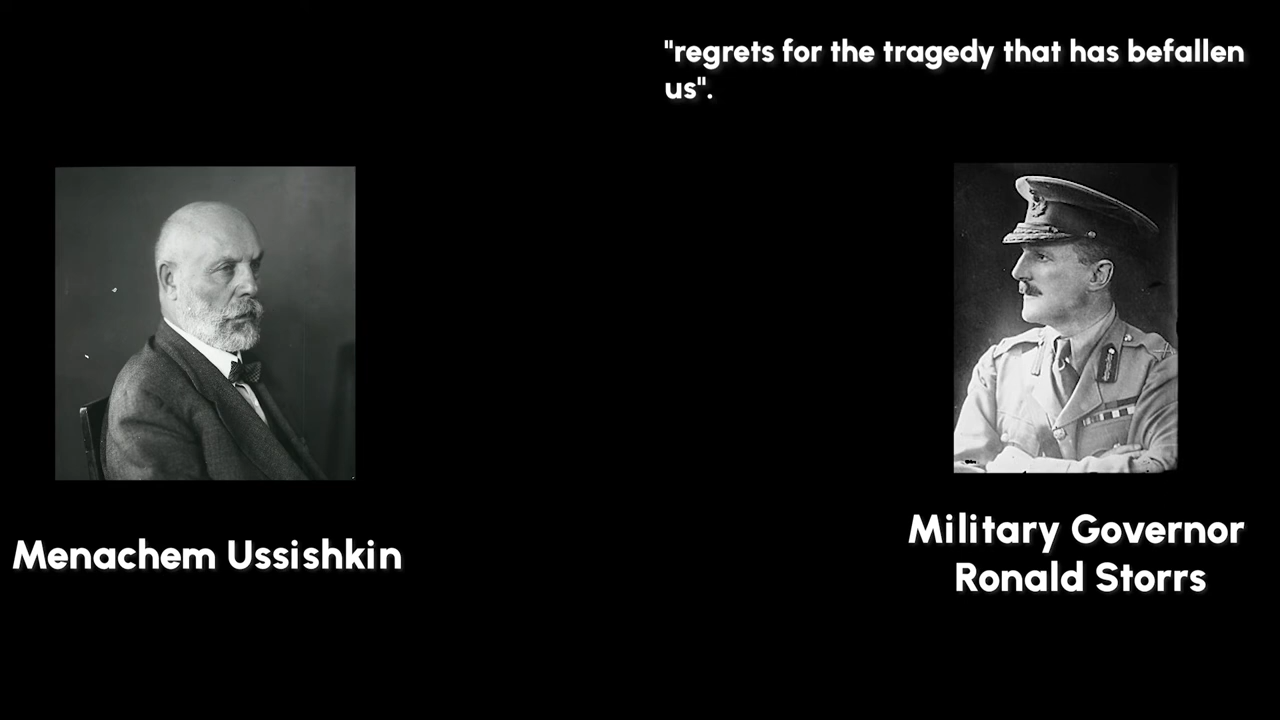 "regrets for the tragedy that has befallen
us".
Menachem Ussishkin
Military Governor
Ronald Storrs